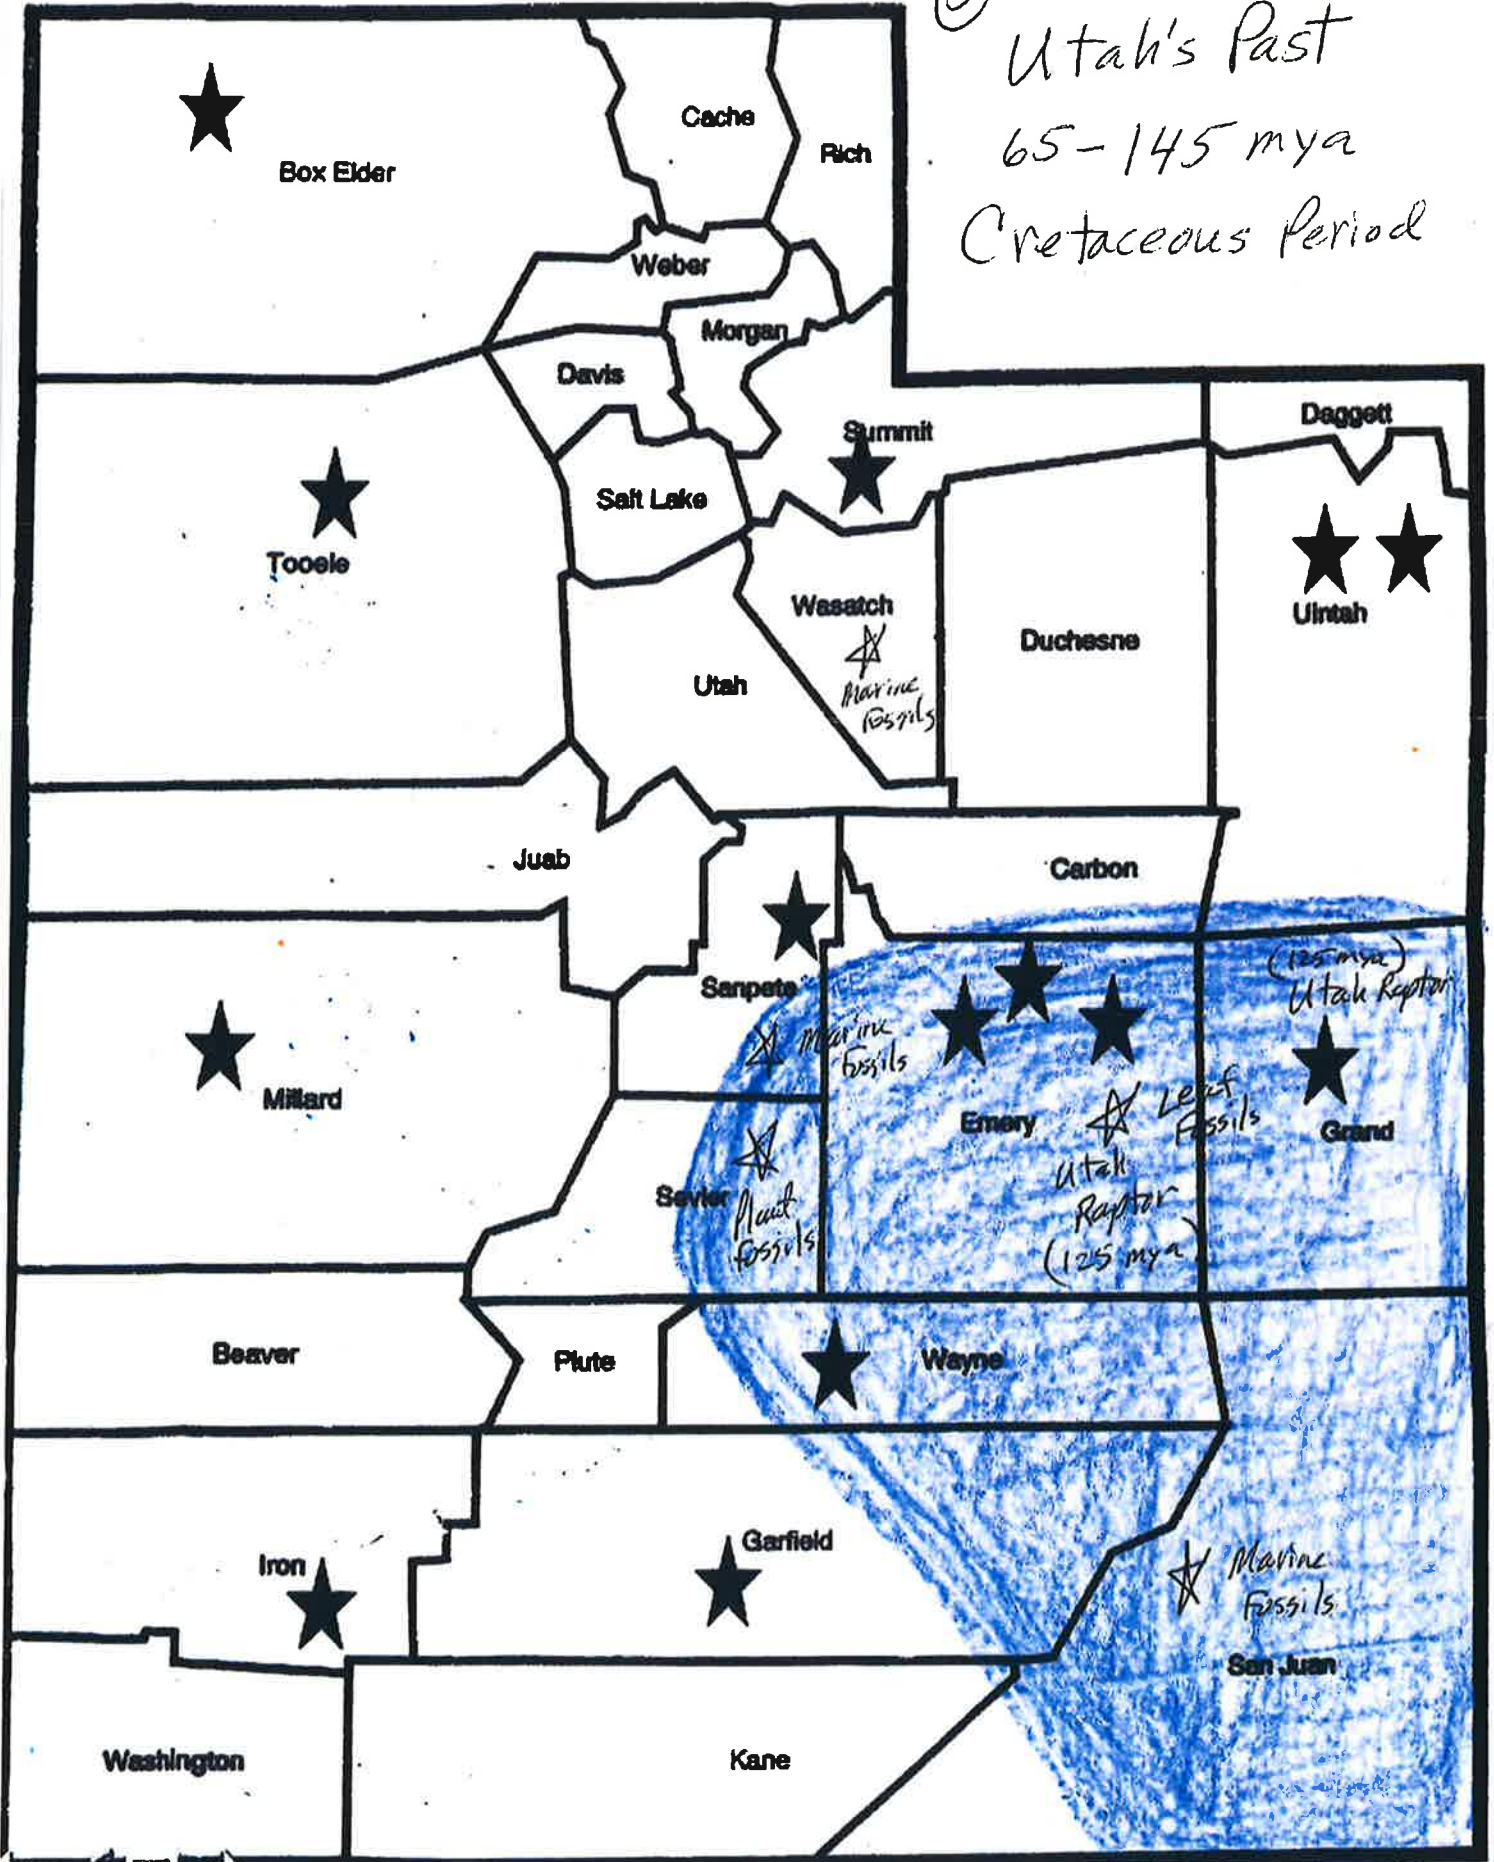 Utah's Past
65-145 mya
Cretaceous Period
Cache
Rich
Box Elder
Weber
Morgan
Davis
Summit
Daggett
Salt Lake
Tooele
Wasatch
Marine
Fossils
Duchesne
Uintah
Utah
Juab
Carbon
Sanpete
Marine
Fossils
(125 mya)
Utah Raptor
Millard
Emery
Leaf
Fossils
Utah
Raptor
(125 mya)
Grand
Sevier
Plant
fossils
Beaver
Piute
Wayne
Iron
Garfield
Marine
Fossils
San Juan
Washington
Kane